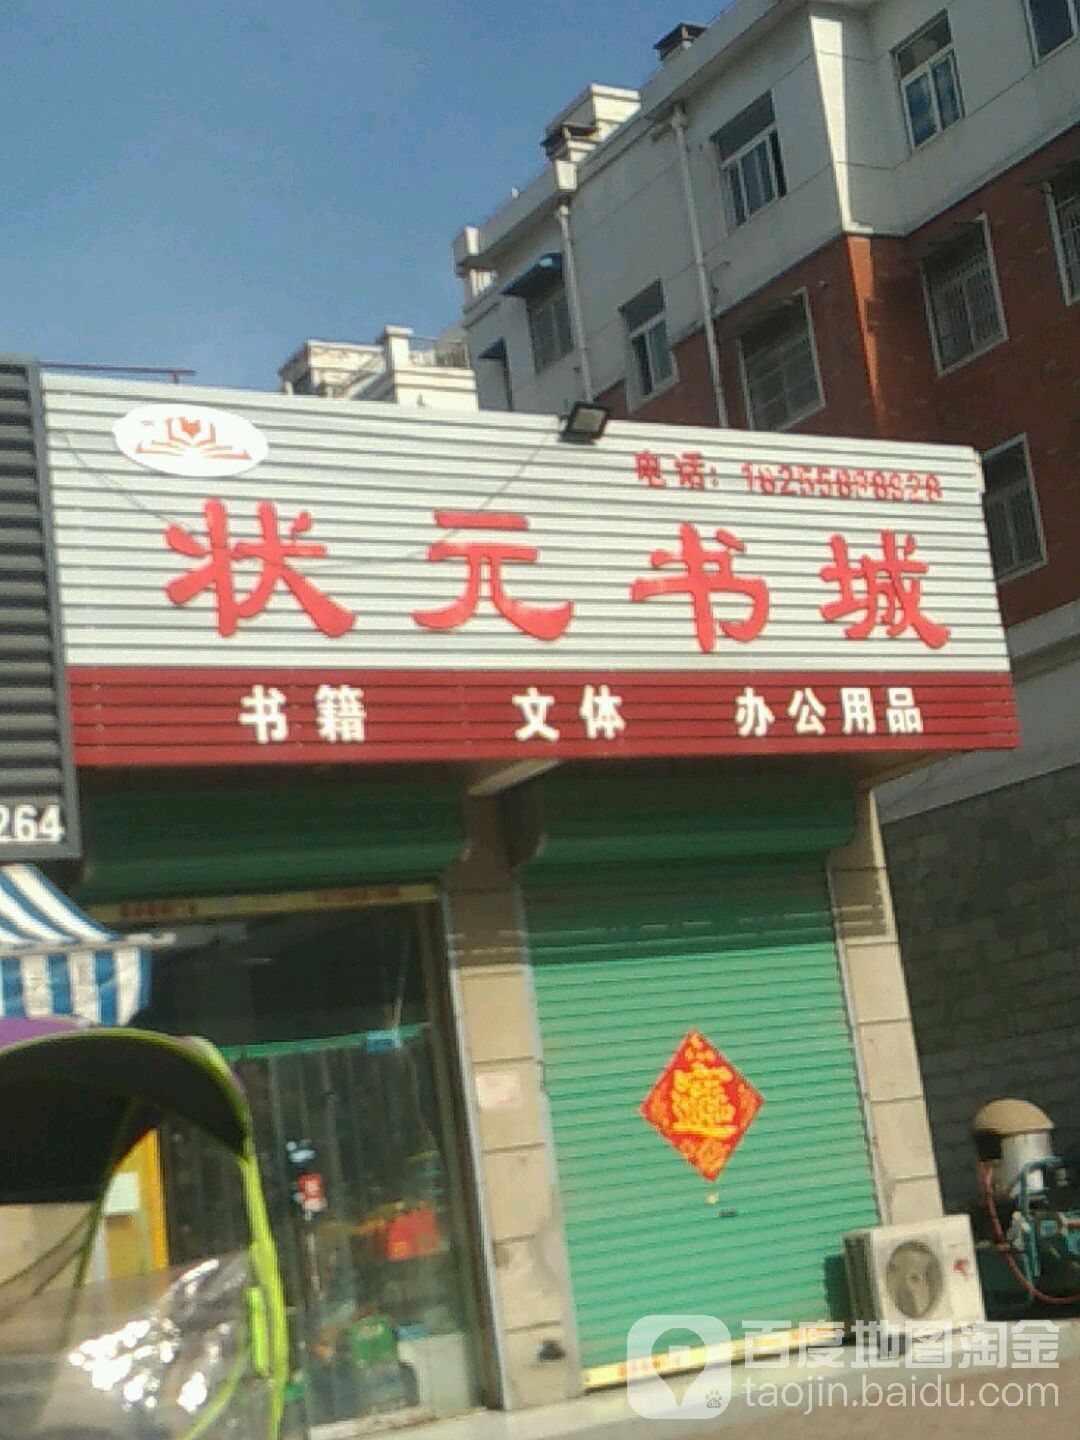 电话：18255838928
状元书城
书籍 文体 办公用品
264
百度地图淘金
taojin.baidu.com